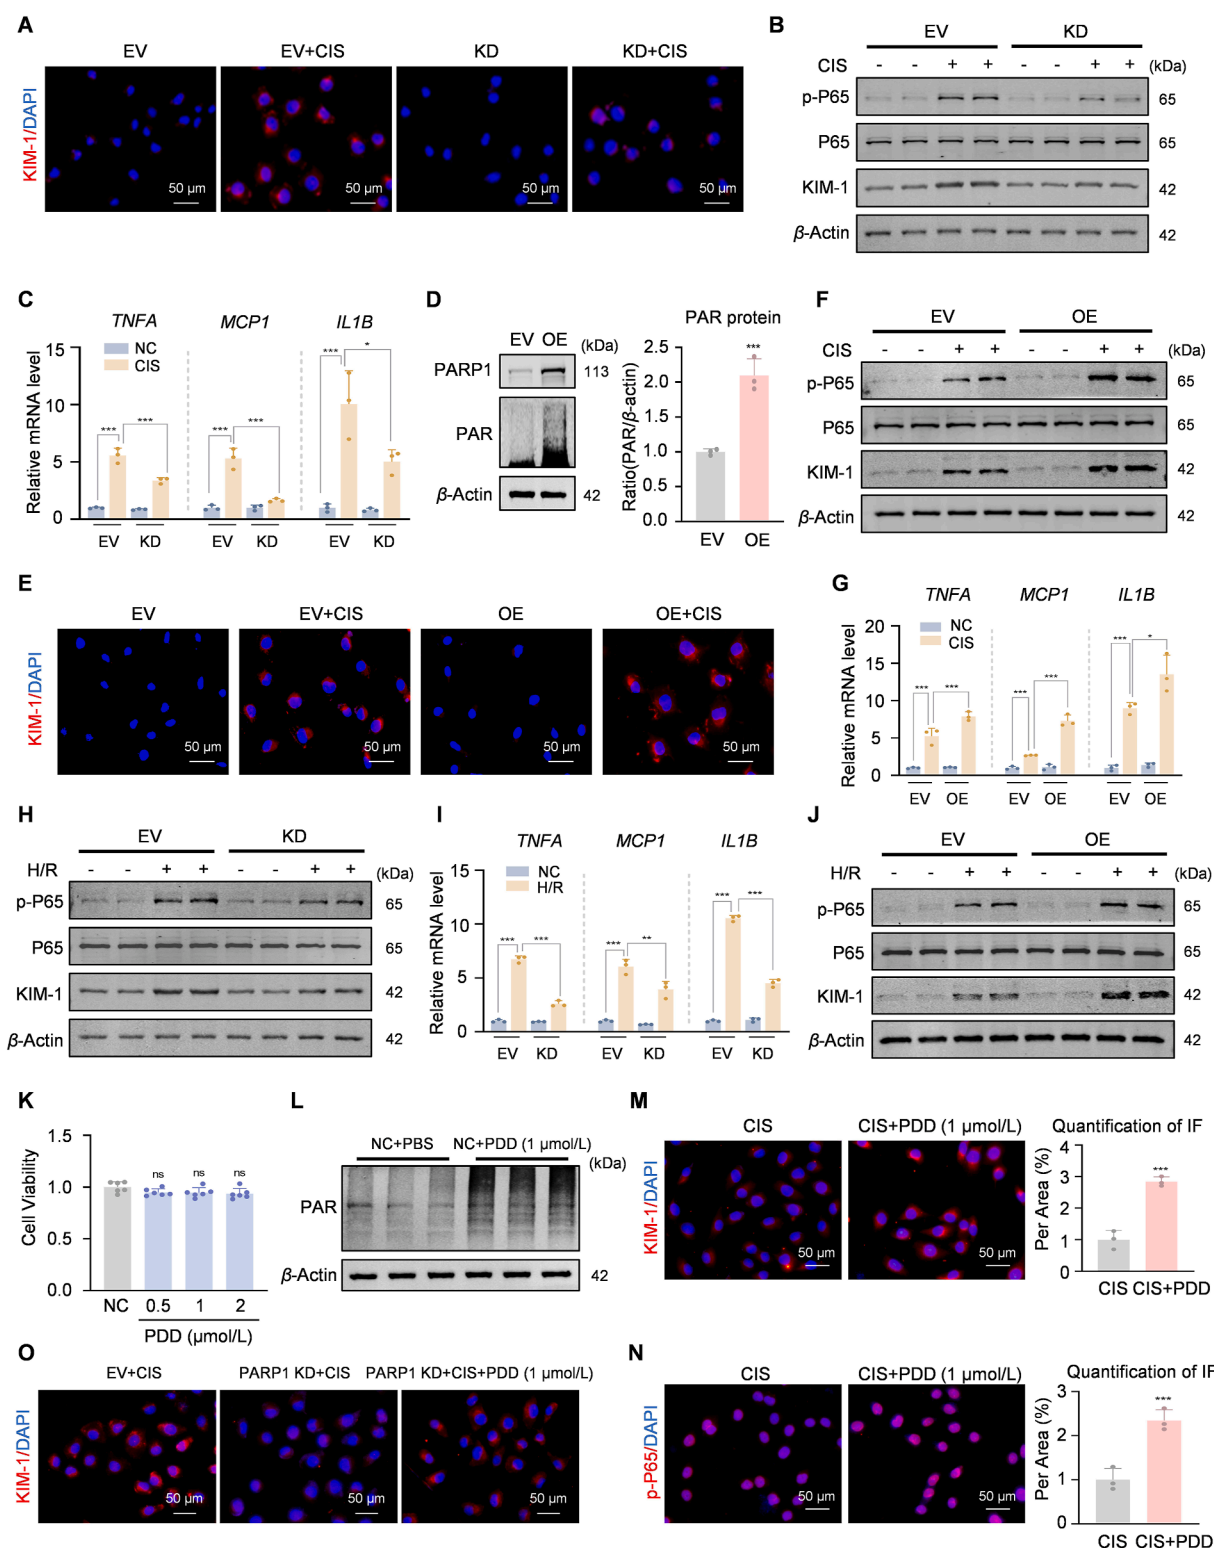 A
EV
EV+CIS
KD
KD+CIS
KIM-1/DAPI
50 µm
50 µm
50 µm
50 µm
B
EV
KD
CIS
- - + + - - + +
(kDa)
p-P65
65
P65
65
KIM-1
42
β-Actin
42
C
TNFA
MCP1
IL1B
Relative mRNA level
15
10
5
0
NC
CIS
***
***
***
***
***
*
EV
KD
EV
KD
EV
KD
D
EV
OE
(kDa)
PARP1
113
PAR
β-Actin
42
PAR protein
Ratio(PAR/β-actin)
2.5
2.0
1.5
1.0
0.5
0.0
***
EV
OE
F
EV
OE
CIS
- - + + - - + +
(kDa)
p-P65
65
P65
65
KIM-1
42
β-Actin
42
E
EV
EV+CIS
OE
OE+CIS
KIM-1/DAPI
50 µm
50 µm
50 µm
50 µm
G
TNFA
MCP1
IL1B
Relative mRNA level
20
15
10
5
0
NC
CIS
***
***
***
***
***
*
EV
OE
EV
OE
EV
OE
H
EV
KD
H/R
- - + + - - + +
(kDa)
p-P65
65
P65
65
KIM-1
42
β-Actin
42
I
TNFA
MCP1
IL1B
Relative mRNA level
15
10
5
0
NC
H/R
***
***
***
**
***
***
EV
KD
EV
KD
EV
KD
J
EV
OE
H/R
- - + + - - + +
(kDa)
p-P65
65
P65
65
KIM-1
42
β-Actin
42
K
Cell Viability
1.5
1.0
0.5
0.0
ns
ns
ns
NC
0.5
1
2
PDD (µmol/L)
L
NC+PBS
NC+PDD (1 µmol/L)
(kDa)
PAR
β-Actin
42
M
CIS
CIS+PDD (1 µmol/L)
KIM-1/DAPI
50 µm
50 µm
Quantification of IF
Per Area (%)
4
3
2
1
0
***
CIS
CIS+PDD
O
EV+CIS
PARP1 KD+CIS
PARP1 KD+CIS+PDD (1 µmol/L)
KIM-1/DAPI
50 µm
50 µm
50 µm
N
CIS
CIS+PDD (1 µmol/L)
p-P65/DAPI
50 µm
50 µm
Quantification of IF
Per Area (%)
3
2
1
0
***
CIS
CIS+PDD